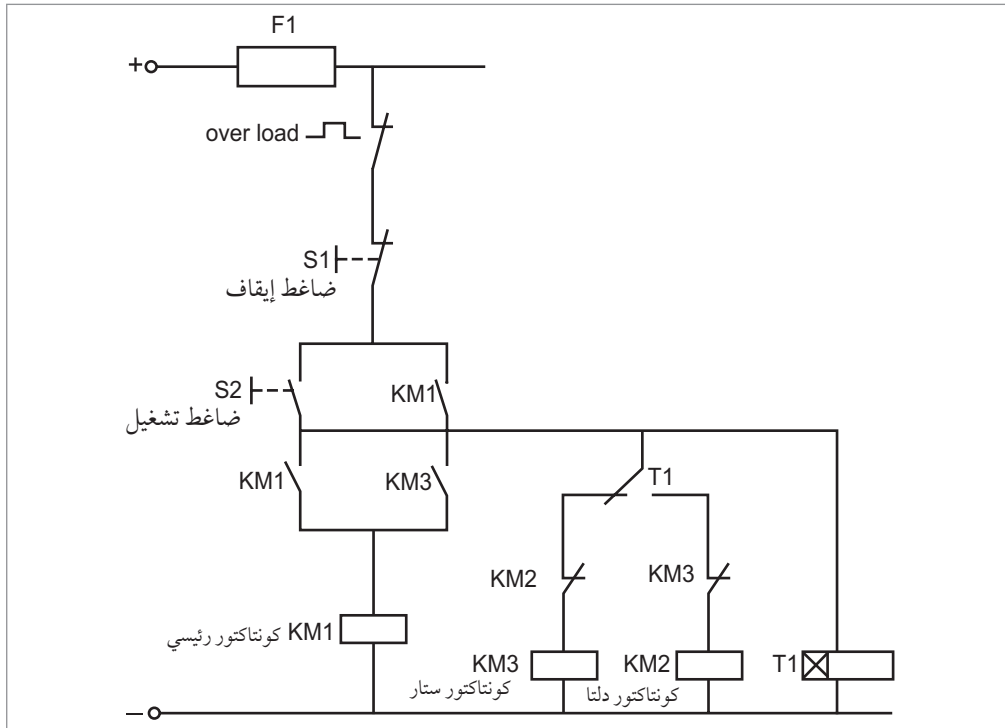 F1
+
over load
S1
ضاغط إيقاف
S2
ضاغط تشغيل
KM1
KM1
KM3
T1
KM2
KM3
KM1 كونتاكتور رئيسي
KM3
كونتاكتور ستار
KM2
كونتاكتور دلتا
T1
–